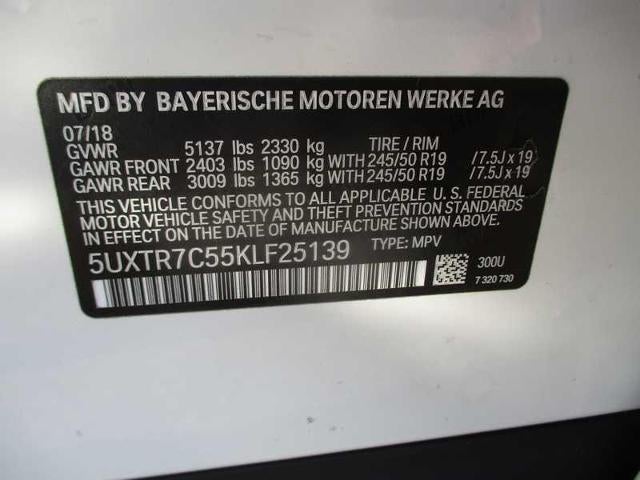 MFD BY BAYERISCHE MOTOREN WERKE AG
07/18
GVWR 5137 lbs 2330 kg TIRE / RIM
GAWR FRONT 2403 lbs 1090 kg WITH 245/50 R19 /7.5J x 19
GAWR REAR 3009 lbs 1365 kg WITH 245/50 R19 /7.5J x 19
THIS VEHICLE CONFORMS TO ALL APPLICABLE U. S. FEDERAL
MOTOR VEHICLE SAFETY AND THEFT PREVENTION STANDARDS
IN EFFECT ON THE DATE OF MANUFACTURE SHOWN ABOVE.
5UXTR7C55KLF25139 TYPE: MPV
300U
7 320 730